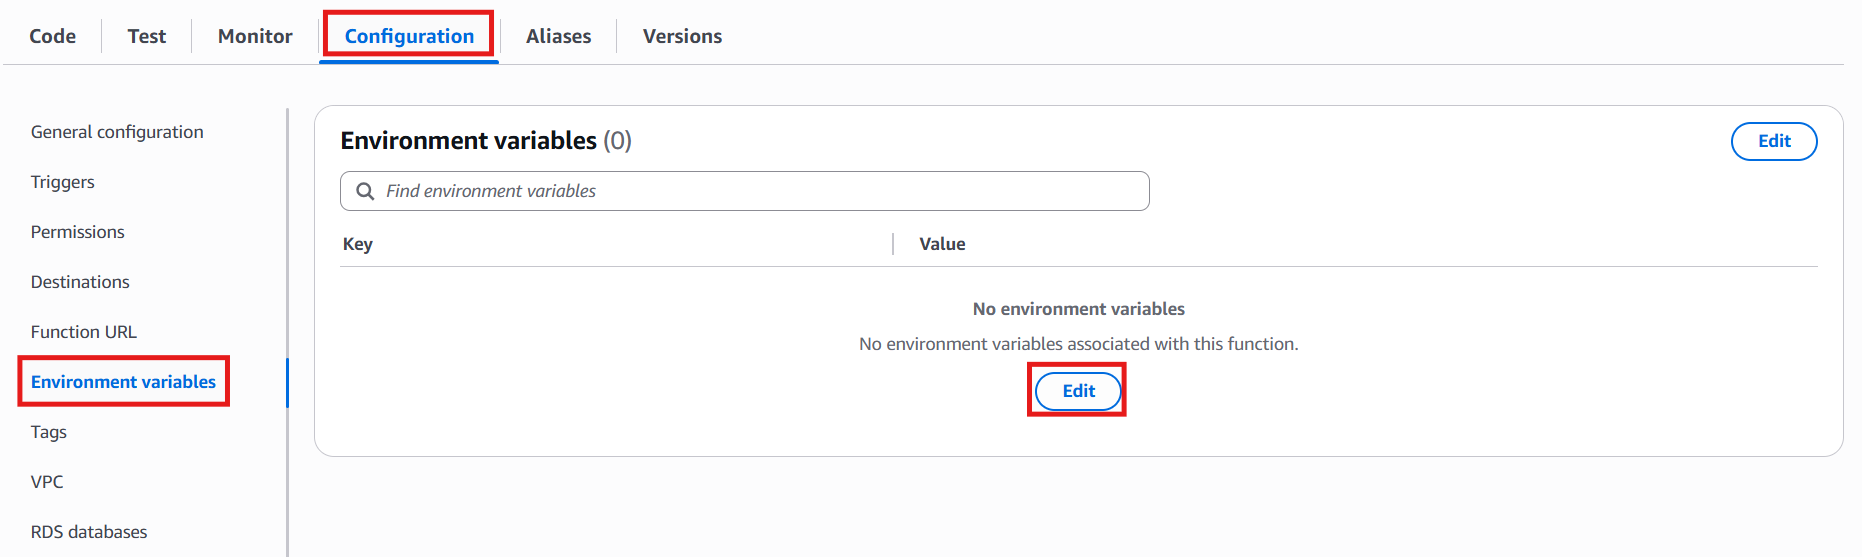 Code Test Monitor Configuration Aliases Versions
General configuration
Triggers
Permissions
Destinations
Function URL
Environment variables
Tags
VPC
RDS databases
Environment variables (0)
Edit
Find environment variables
Key Value
No environment variables
No environment variables associated with this function.
Edit